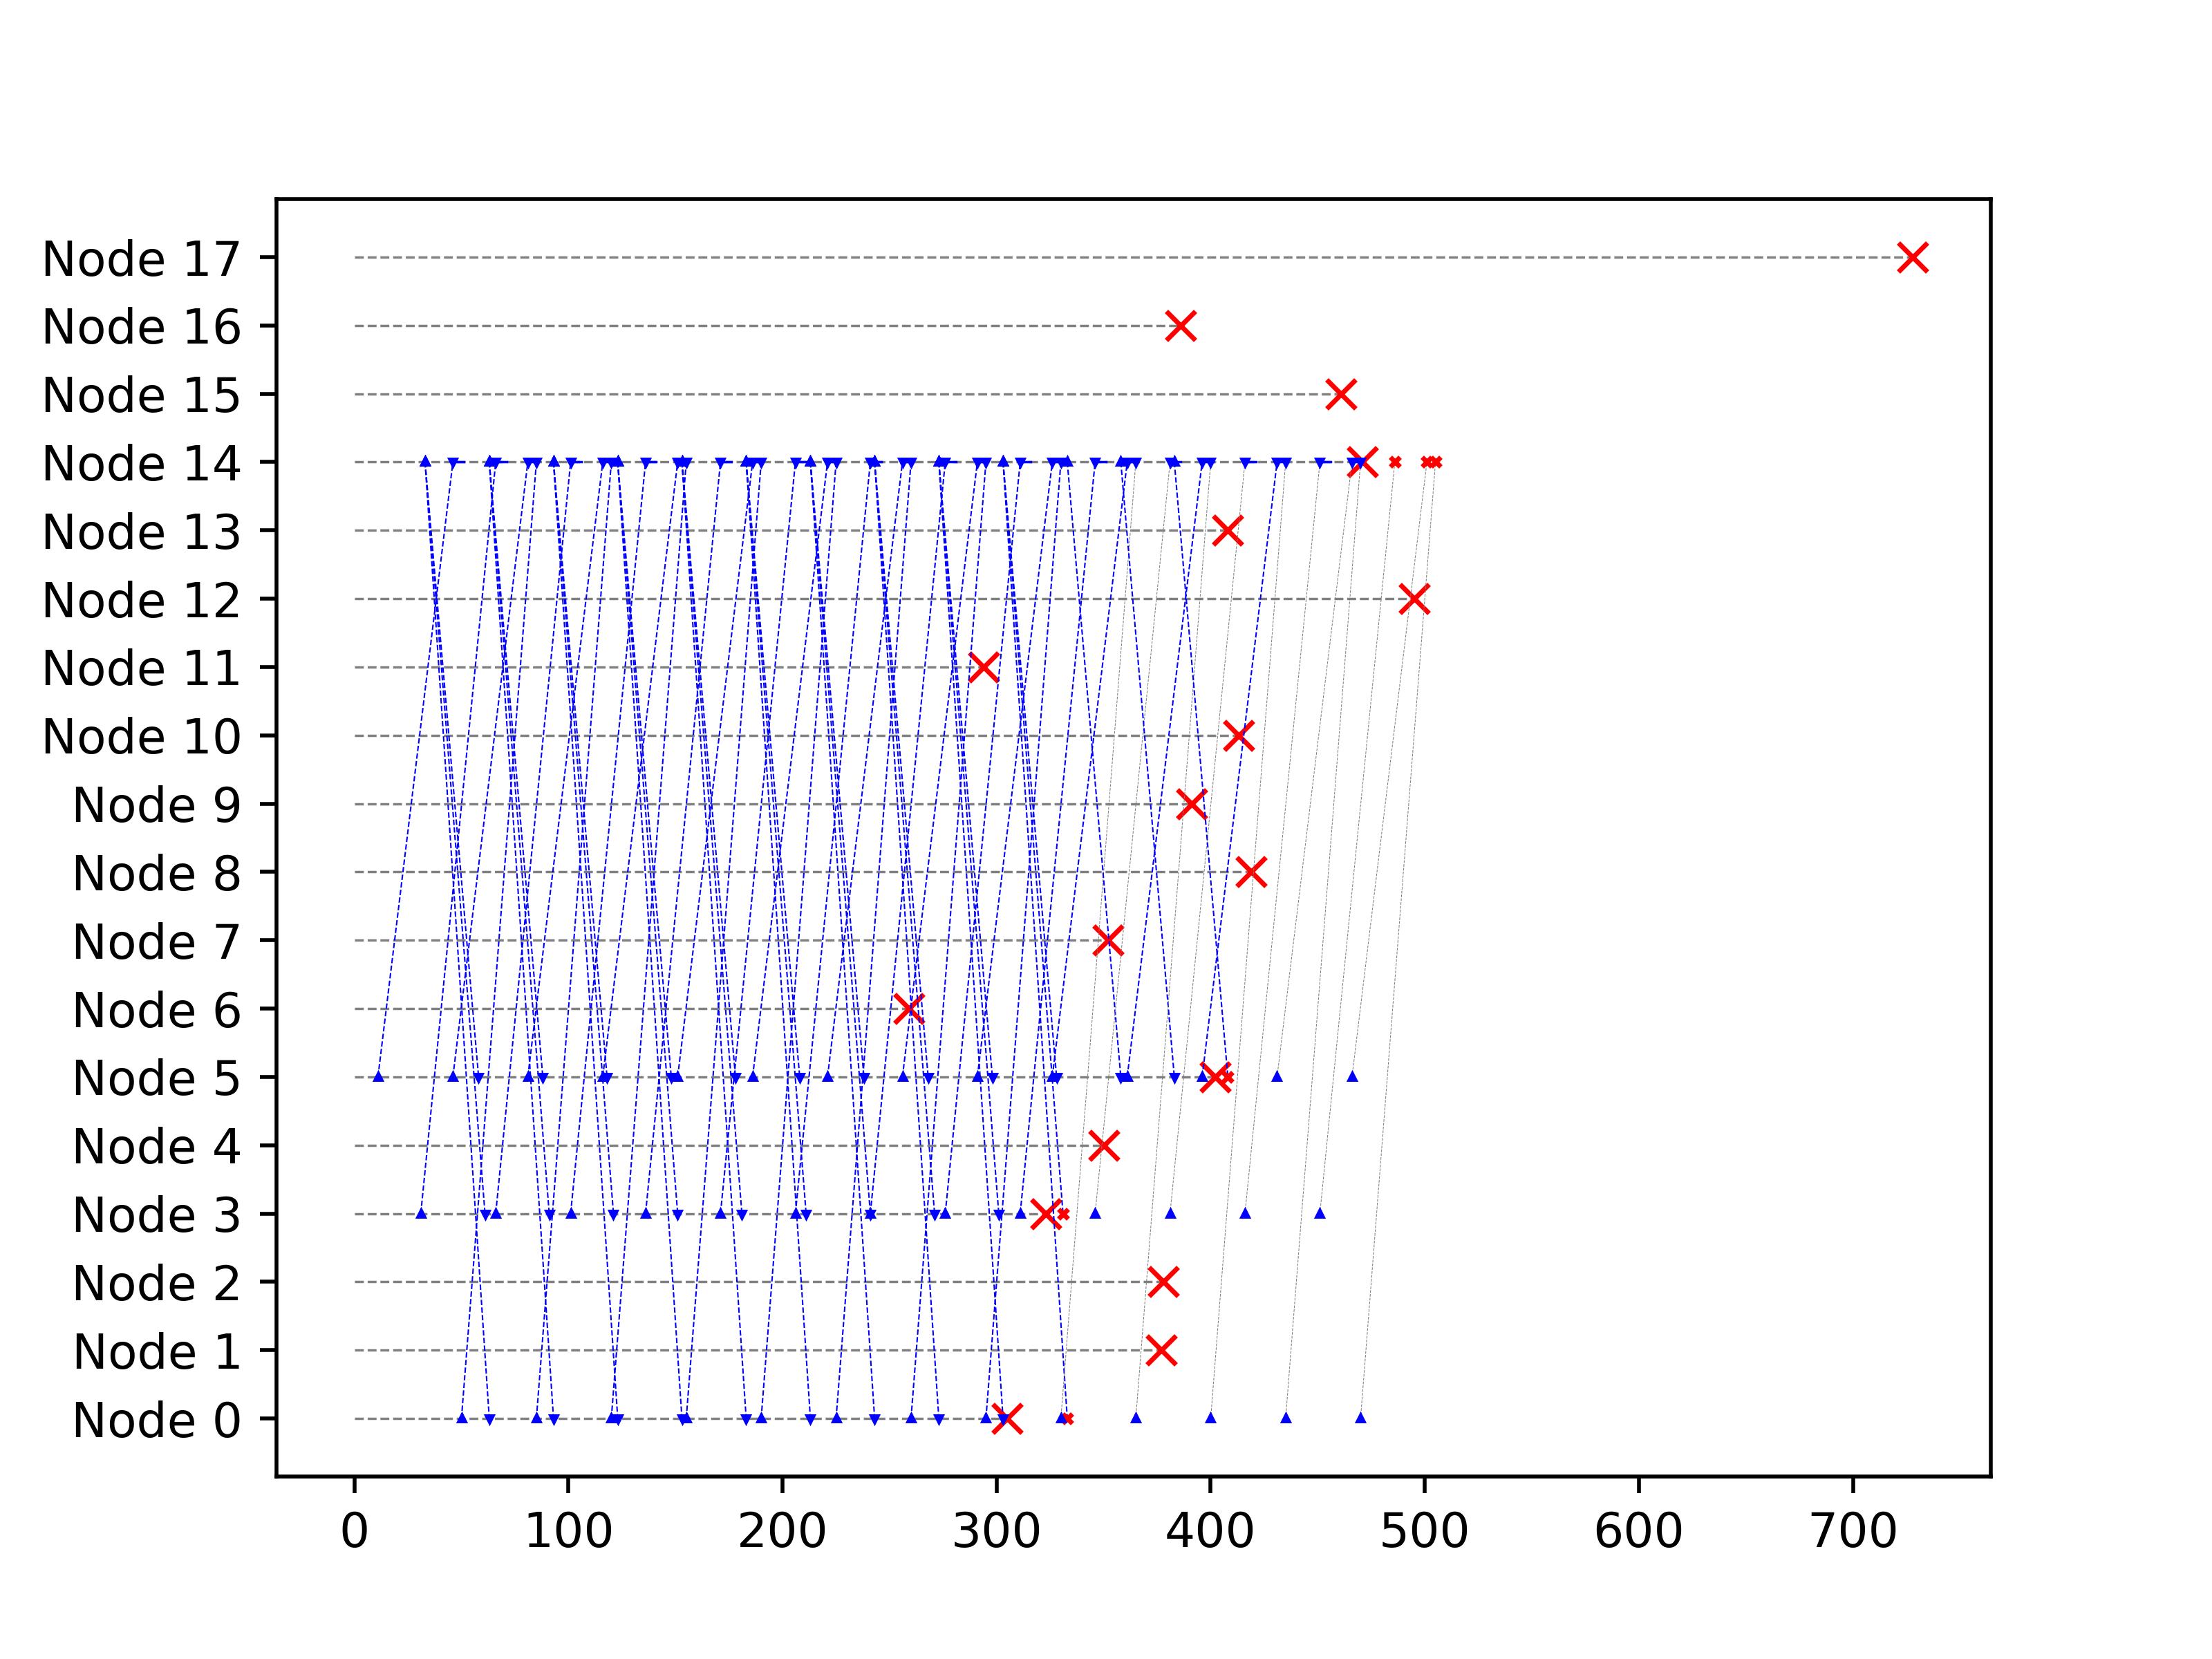 Node 17
Node 16
Node 15
Node 14
Node 13
Node 12
Node 11
Node 10
Node 9
Node 8
Node 7
Node 6
Node 5
Node 4
Node 3
Node 2
Node 1
Node 0
0 100 200 300 400 500 600 700